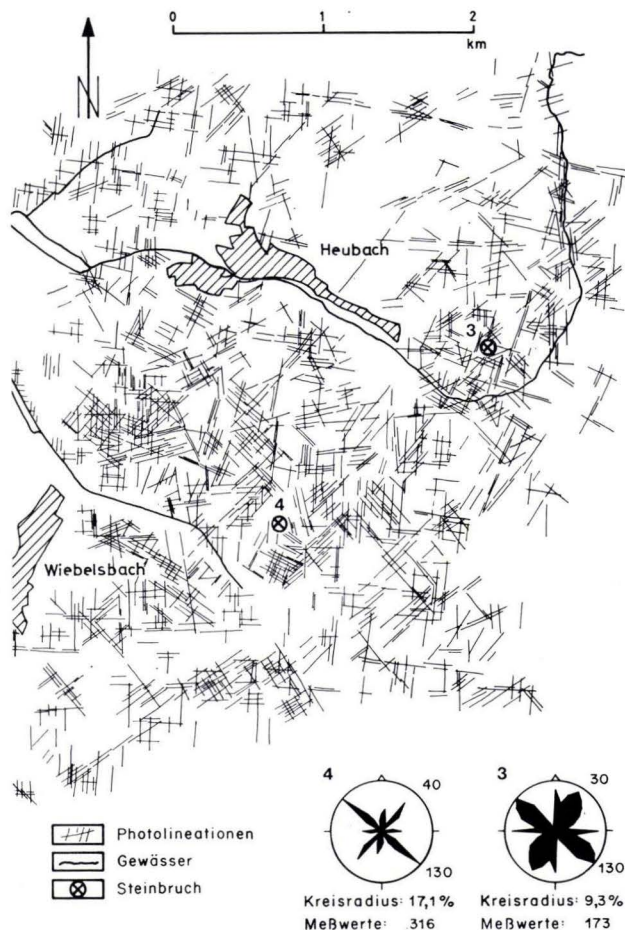 0 1 2
km
N
Heubach
3
4
Wiebelsbach
Photolineationen
Gewässer
Steinbruch
4 40
130
Kreisradius: 17,1%
Meßwerte: 316
3 30
130
Kreisradius: 9,3%
Meßwerte: 173